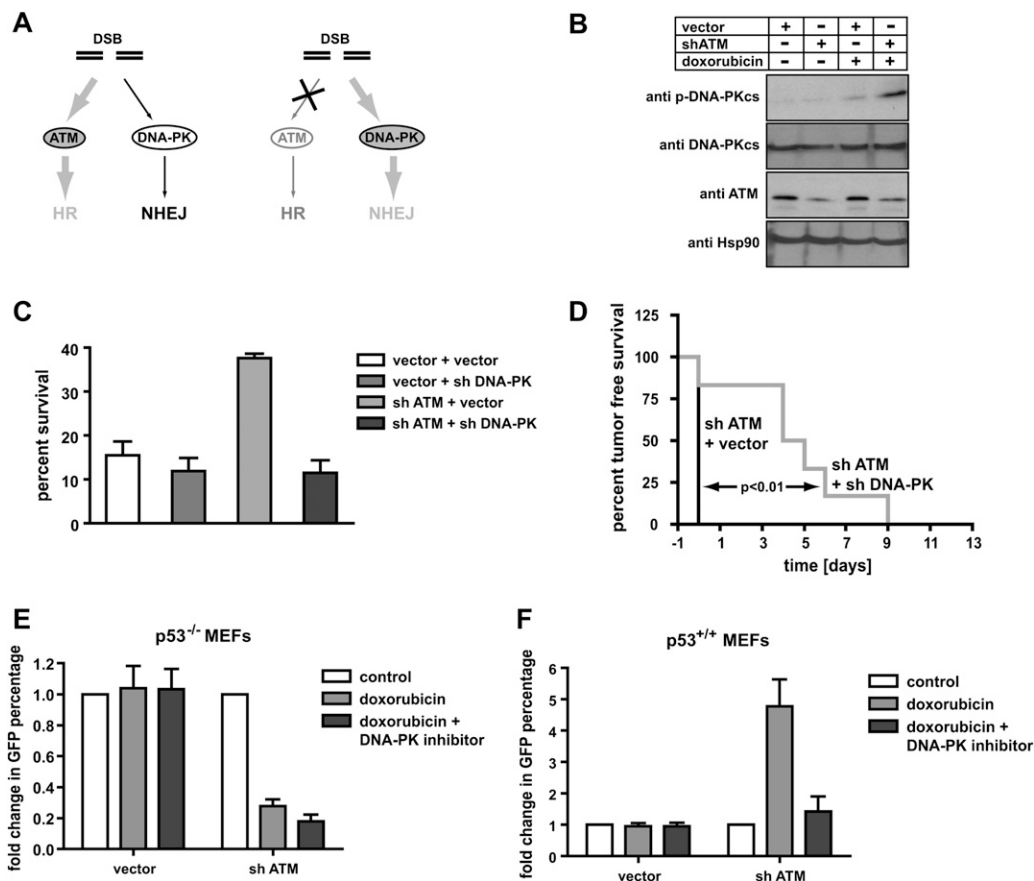 A
DSB
DSB
ATM
DNA-PK
ATM
DNA-PK
HR
NHEJ
HR
NHEJ
B
vector + - + -
shATM - + - +
doxorubicin - - + +
anti p-DNA-PKcs
anti DNA-PKcs
anti ATM
anti Hsp90
C
percent survival
40
30
20
10
0
vector + vector
vector + sh DNA-PK
sh ATM + vector
sh ATM + sh DNA-PK
D
percent tumor free survival
125
100
75
50
25
0
sh ATM
+ vector
sh ATM
+ sh DNA-PK
p<0.01
-1 1 3 5 7 9 11 13
time [days]
E
p53-/- MEFs
fold change in GFP percentage
1.2
1.0
0.8
0.6
0.4
0.2
0.0
vector
sh ATM
control
doxorubicin
doxorubicin +
DNA-PK inhibitor
F
p53+/+ MEFs
fold change in GFP percentage
6
5
4
3
2
1
0
vector
sh ATM
control
doxorubicin
doxorubicin +
DNA-PK inhibitor